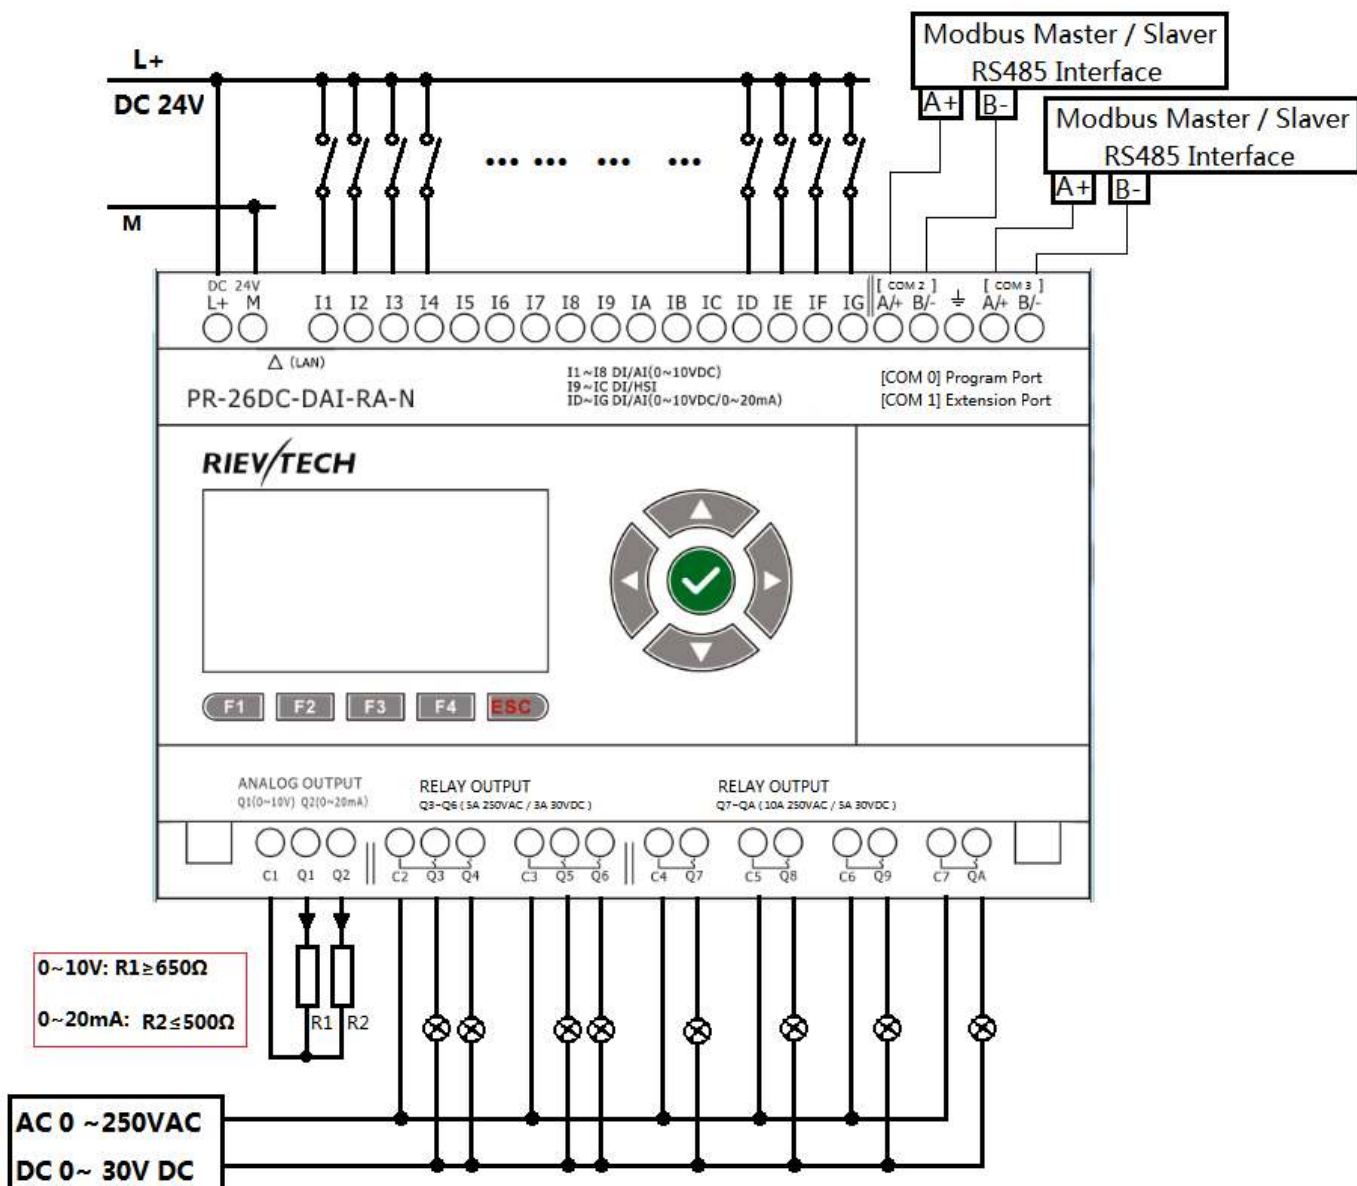 L+
DC 24V
M
Modbus Master / Slaver
RS485 Interface
A+ B-
Modbus Master / Slaver
RS485 Interface
A+ B-
DC 24V
L+ M I1 I2 I3 I4 I5 I6 I7 I8 I9 IA IB IC ID IE IF IG
[ COM 2 ] [ COM 3 ]
A/+ B/- A/+ B/-
(LAN)
PR-26DC-DAI-RA-N
I1~I8 DI/AI(0~10VDC)
I9~IC DI/HSI
ID~IG DI/AI(0~10VDC/0~20mA)
[COM 0] Program Port
[COM 1] Extension Port
RIEVTECH
F1 F2 F3 F4 ESC
ANALOG OUTPUT
Q1(0~10V) Q2(0~20mA)
RELAY OUTPUT
Q3~Q6 ( 5A 250VAC / 3A 30VDC )
RELAY OUTPUT
Q7~QA ( 10A 250VAC / 5A 30VDC )
C1 Q1 Q2 C2 Q3 Q4 C3 Q5 Q6 C4 Q7 C5 Q8 C6 Q9 C7 QA
0~10V: R1≥650Ω
0~20mA: R2≤500Ω
R1 R2
AC 0 ~250VAC
DC 0~ 30V DC